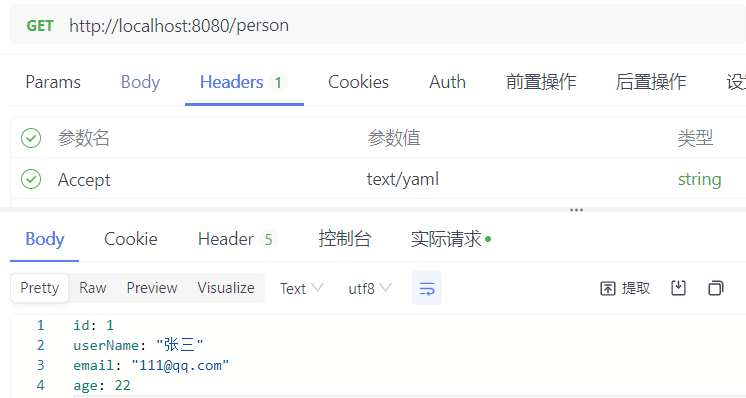 GET http://localhost:8080/person
Params Body Headers 1 Cookies Auth 前置操作 后置操作
参数名 参数值 类型
Accept text/yaml string
Body Cookie Header 5 控制台 实际请求
Pretty Raw Preview Visualize Text utf8 提取
1 id: 1
2 userName: "张三"
3 email: "111@qq.com"
4 age: 22